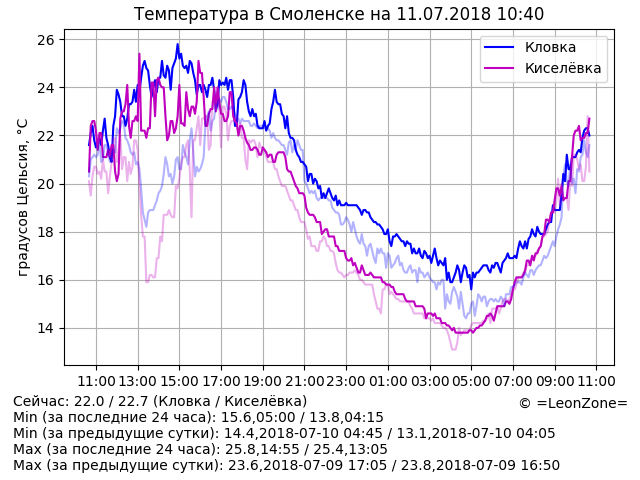 Температура в Смоленске на 11.07.2018 10:40
градусов Цельсия, °C
26
24
22
20
18
16
14
Кловка
Киселёвка
11:00 13:00 15:00 17:00 19:00 21:00 23:00 01:00 03:00 05:00 07:00 09:00 11:00
Сейчас: 22.0 / 22.7 (Кловка / Киселёвка)
© =LeonZone=
Min (за последние 24 часа): 15.6,05:00 / 13.8,04:15
Min (за предыдущие сутки): 14.4,2018-07-10 04:45 / 13.1,2018-07-10 04:05
Max (за последние 24 часа): 25.8,14:55 / 25.4,13:05
Max (за предыдущие сутки): 23.6,2018-07-09 17:05 / 23.8,2018-07-09 16:50